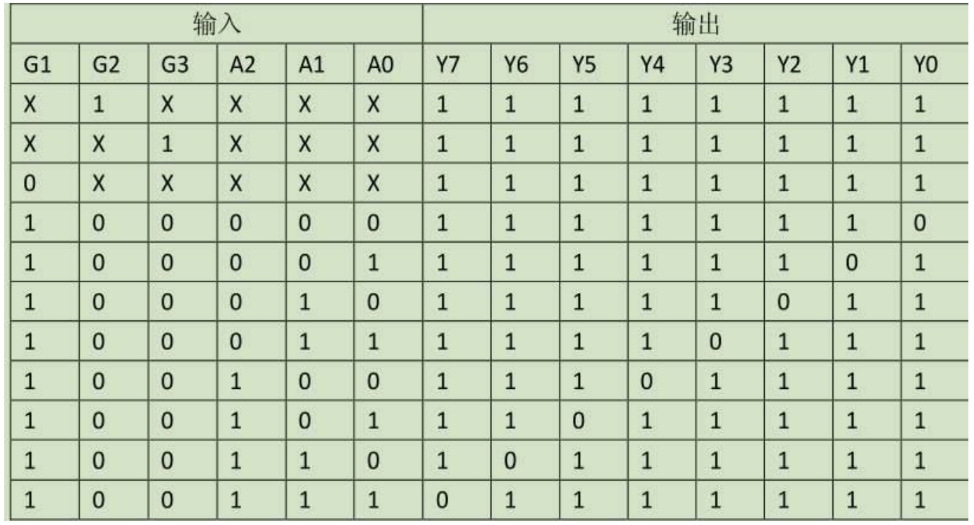 输入 输出
G1 G2 G3 A2 A1 A0 Y7 Y6 Y5 Y4 Y3 Y2 Y1 Y0
X 1 X X X X 1 1 1 1 1 1 1 1
X X 1 X X X 1 1 1 1 1 1 1 1
0 X X X X X 1 1 1 1 1 1 1 1
1 0 0 0 0 0 1 1 1 1 1 1 1 0
1 0 0 0 0 1 1 1 1 1 1 1 0 1
1 0 0 0 1 0 1 1 1 1 1 0 1 1
1 0 0 0 1 1 1 1 1 1 0 1 1 1
1 0 0 1 0 0 1 1 1 0 1 1 1 1
1 0 0 1 0 1 1 1 0 1 1 1 1 1
1 0 0 1 1 0 1 0 1 1 1 1 1 1
1 0 0 1 1 1 0 1 1 1 1 1 1 1